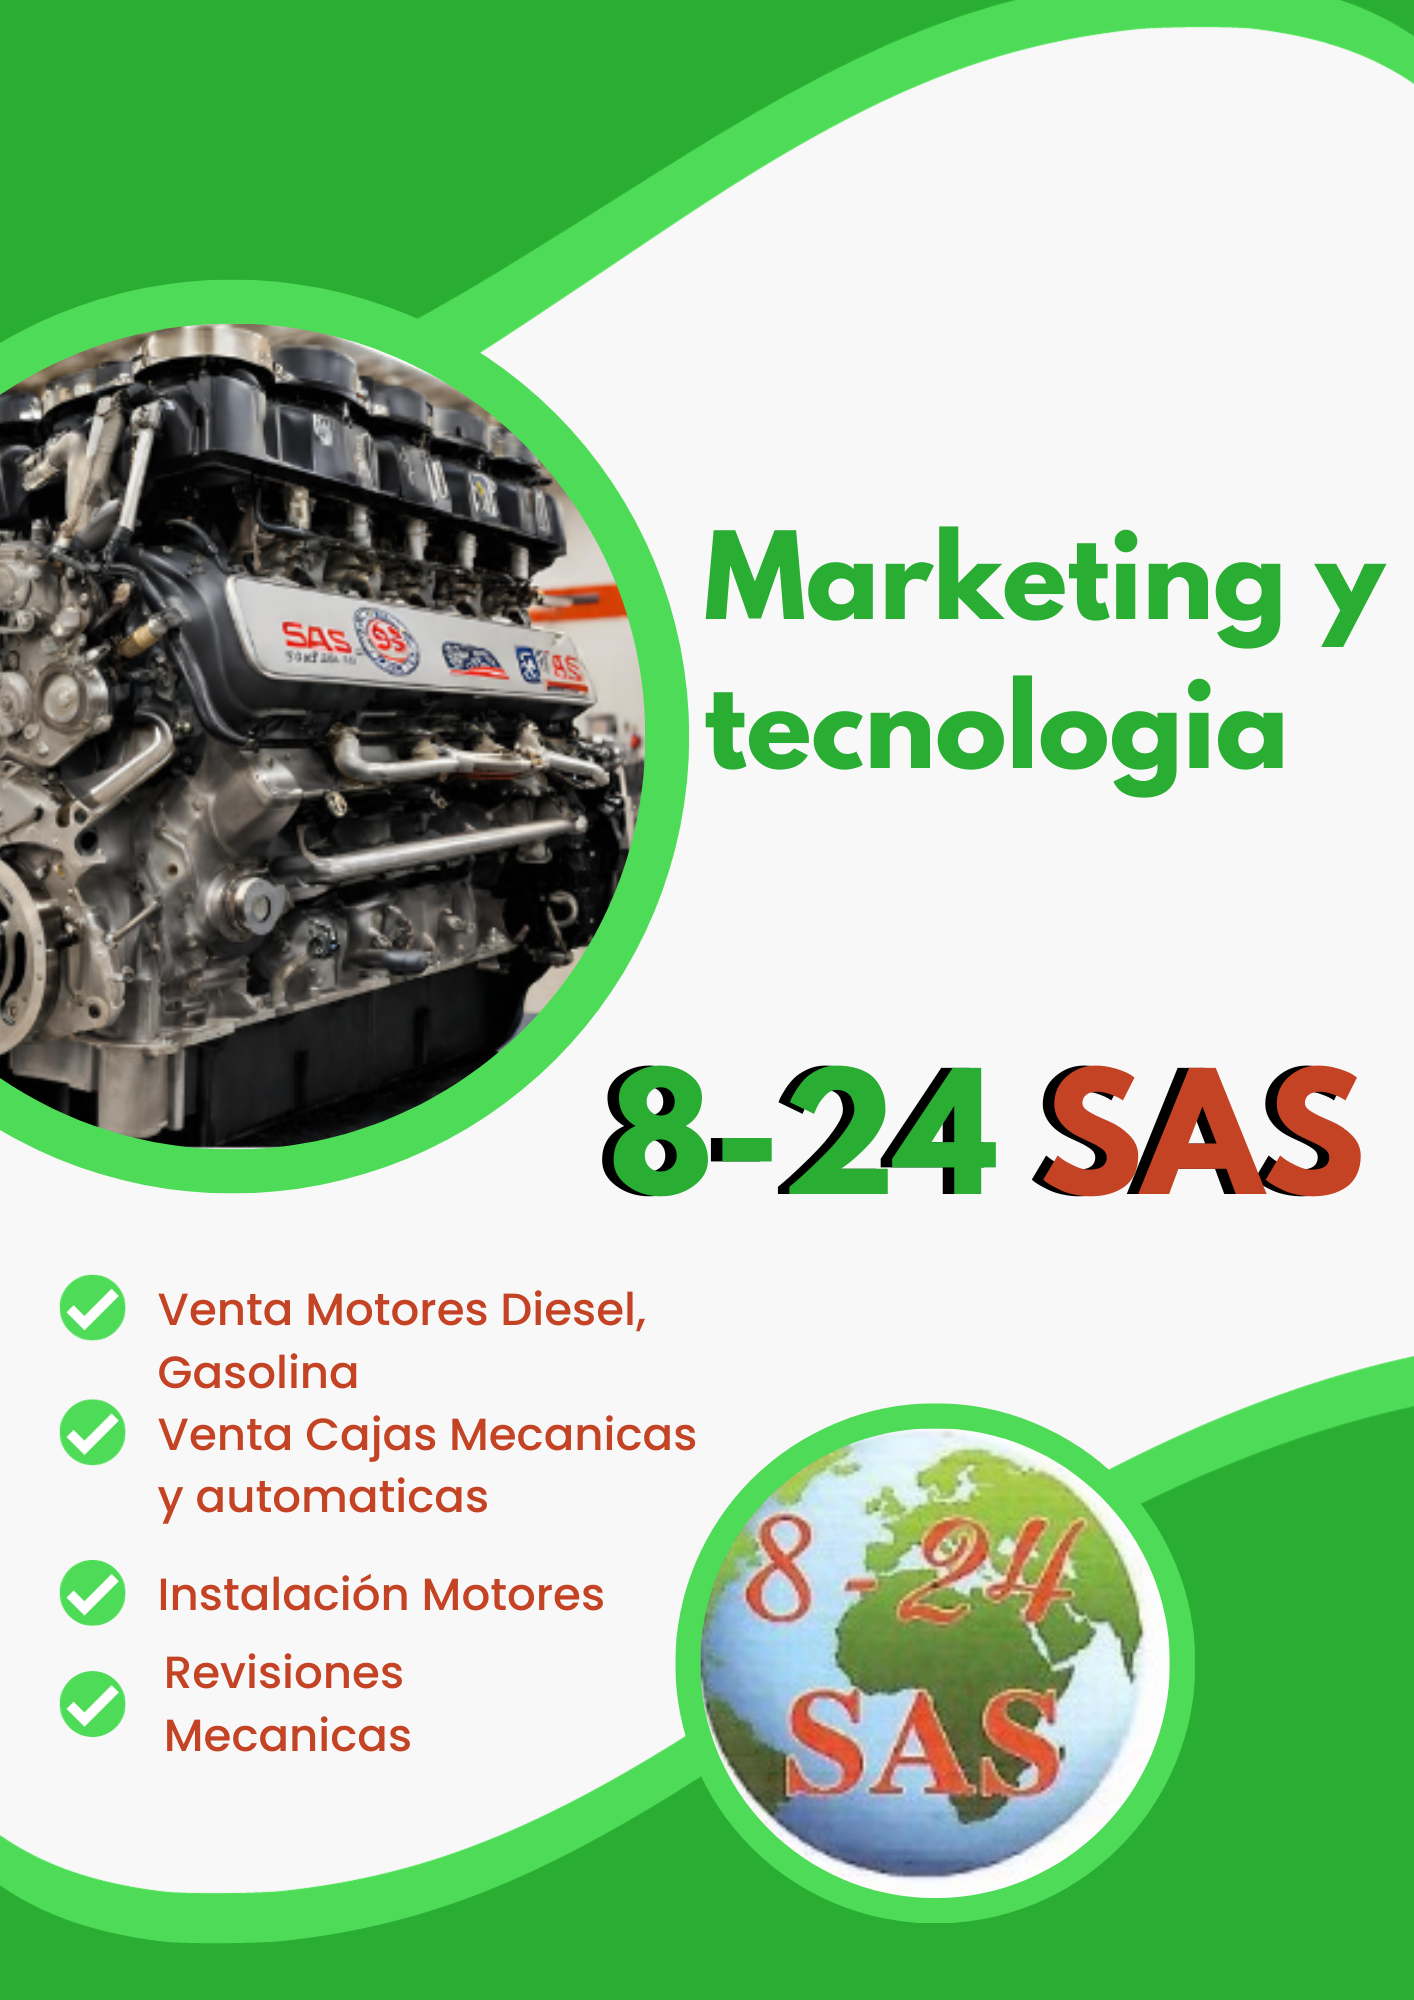 Marketing y
tecnologia
SAS
AS
8-24 SAS
Venta Motores Diesel,
Gasolina
Venta Cajas Mecanicas
y automaticas
Instalación Motores
Revisiones
Mecanicas
8-24
SAS